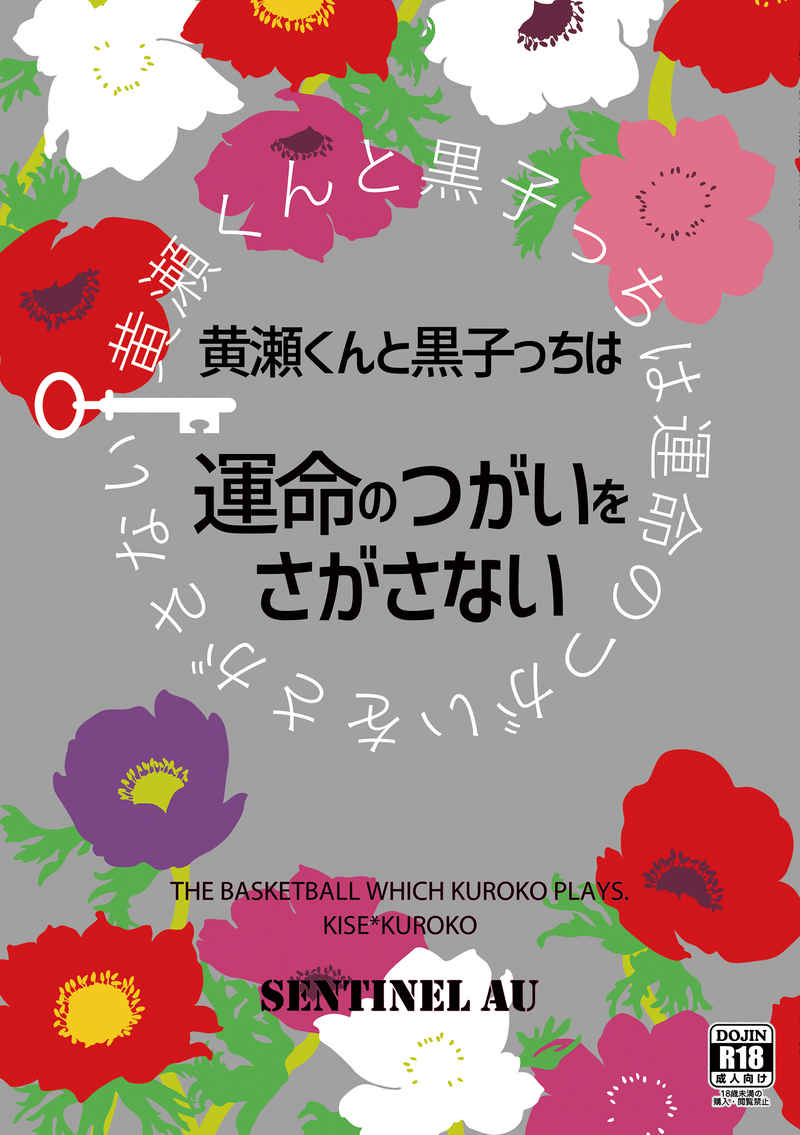 黄瀬くんと黒子っちは運命のつがいをさがさない
黄瀬くんと黒子っちは
運命のつがいを
さがさない
THE BASKETBALL WHICH KUROKO PLAYS.
KISE*KUROKO
SENTINEL AU
DOJIN
R18
成人向け
18歳未満の
購入・閲覧禁止